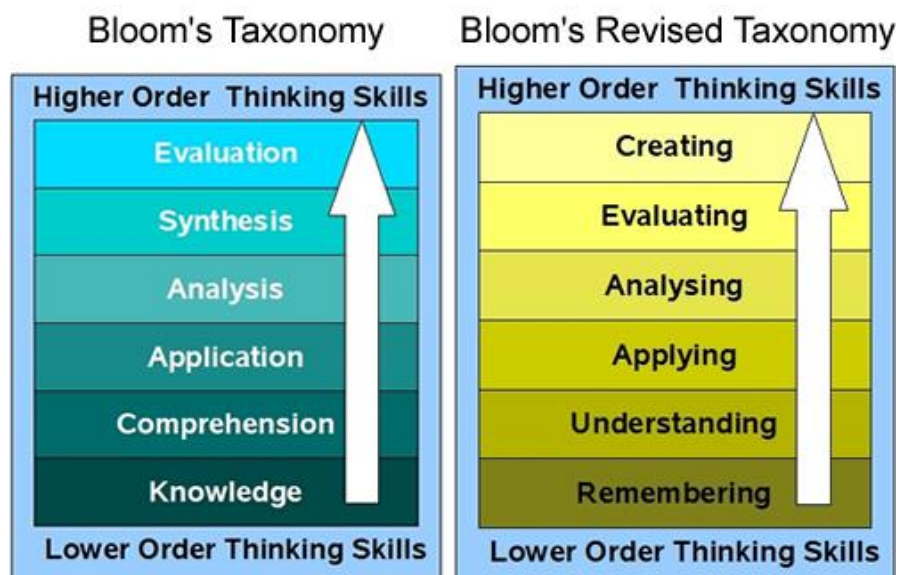 Bloom's Taxonomy
Higher Order Thinking Skills
Evaluation
Synthesis
Analysis
Application
Comprehension
Knowledge
Lower Order Thinking Skills
Bloom's Revised Taxonomy
Higher Order Thinking Skills
Creating
Evaluating
Analysing
Applying
Understanding
Remembering
Lower Order Thinking Skills